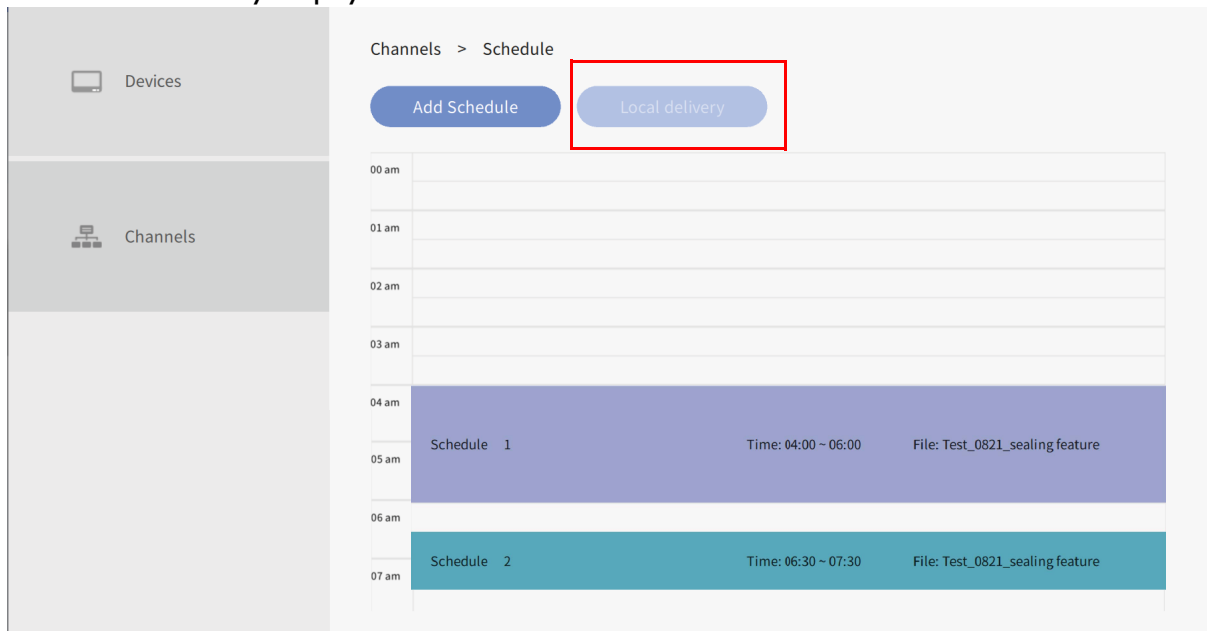 Devices
Channels
Channels > Schedule
Add Schedule
Local delivery
00 am
01 am
02 am
03 am
04 am
Schedule 1 Time: 04:00 ~ 06:00 File: Test_0821_sealing feature
05 am
06 am
Schedule 2 Time: 06:30 ~ 07:30 File: Test_0821_sealing feature
07 am